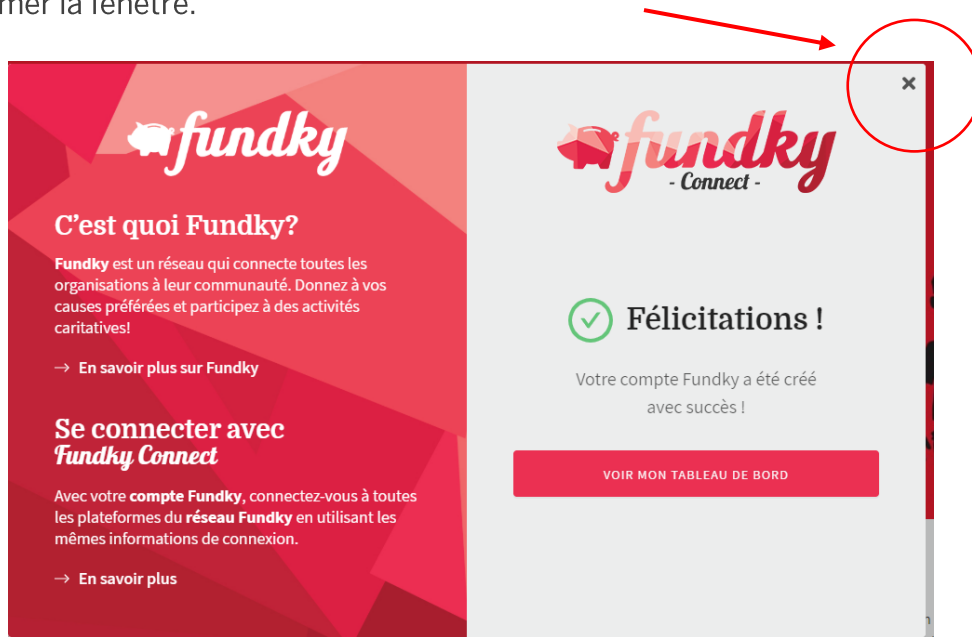 la fenêtre.
fundky
C'est quoi Fundky?
Fundky est un réseau qui connecte toutes les
organisations à leur communauté. Donnez à vos
causes préférées et participez à des activités
caritatives!
→ En savoir plus sur Fundky
Se connecter avec
Fundky Connect
Avec votre compte Fundky, connectez-vous à toutes
les plateformes du réseau Fundky en utilisant les
mêmes informations de connexion.
→ En savoir plus
fundky
- Connect -
Félicitations !
Votre compte Fundky a été créé
avec succès !
VOIR MON TABLEAU DE BORD